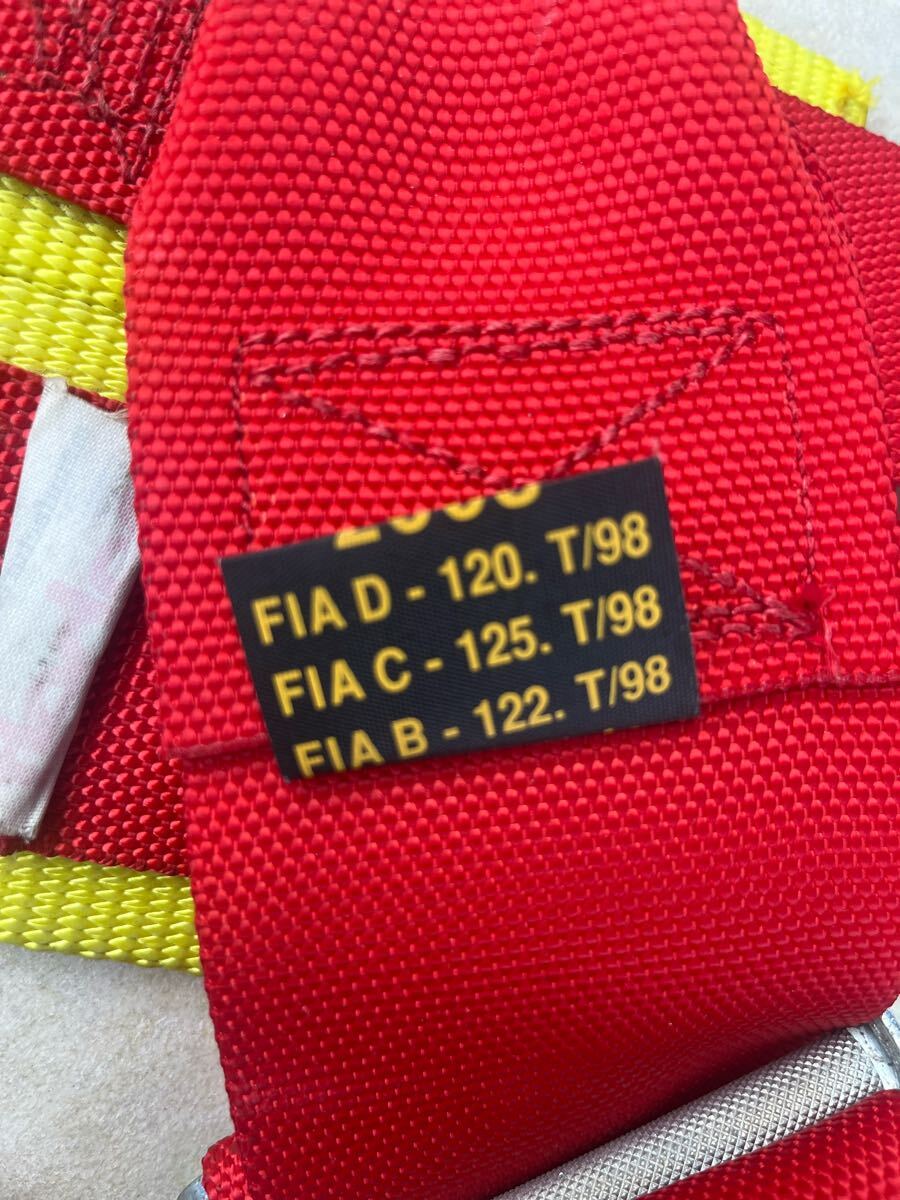 FIA D - 120. T/98
FIA C - 125. T/98
FIA B - 122. T/98